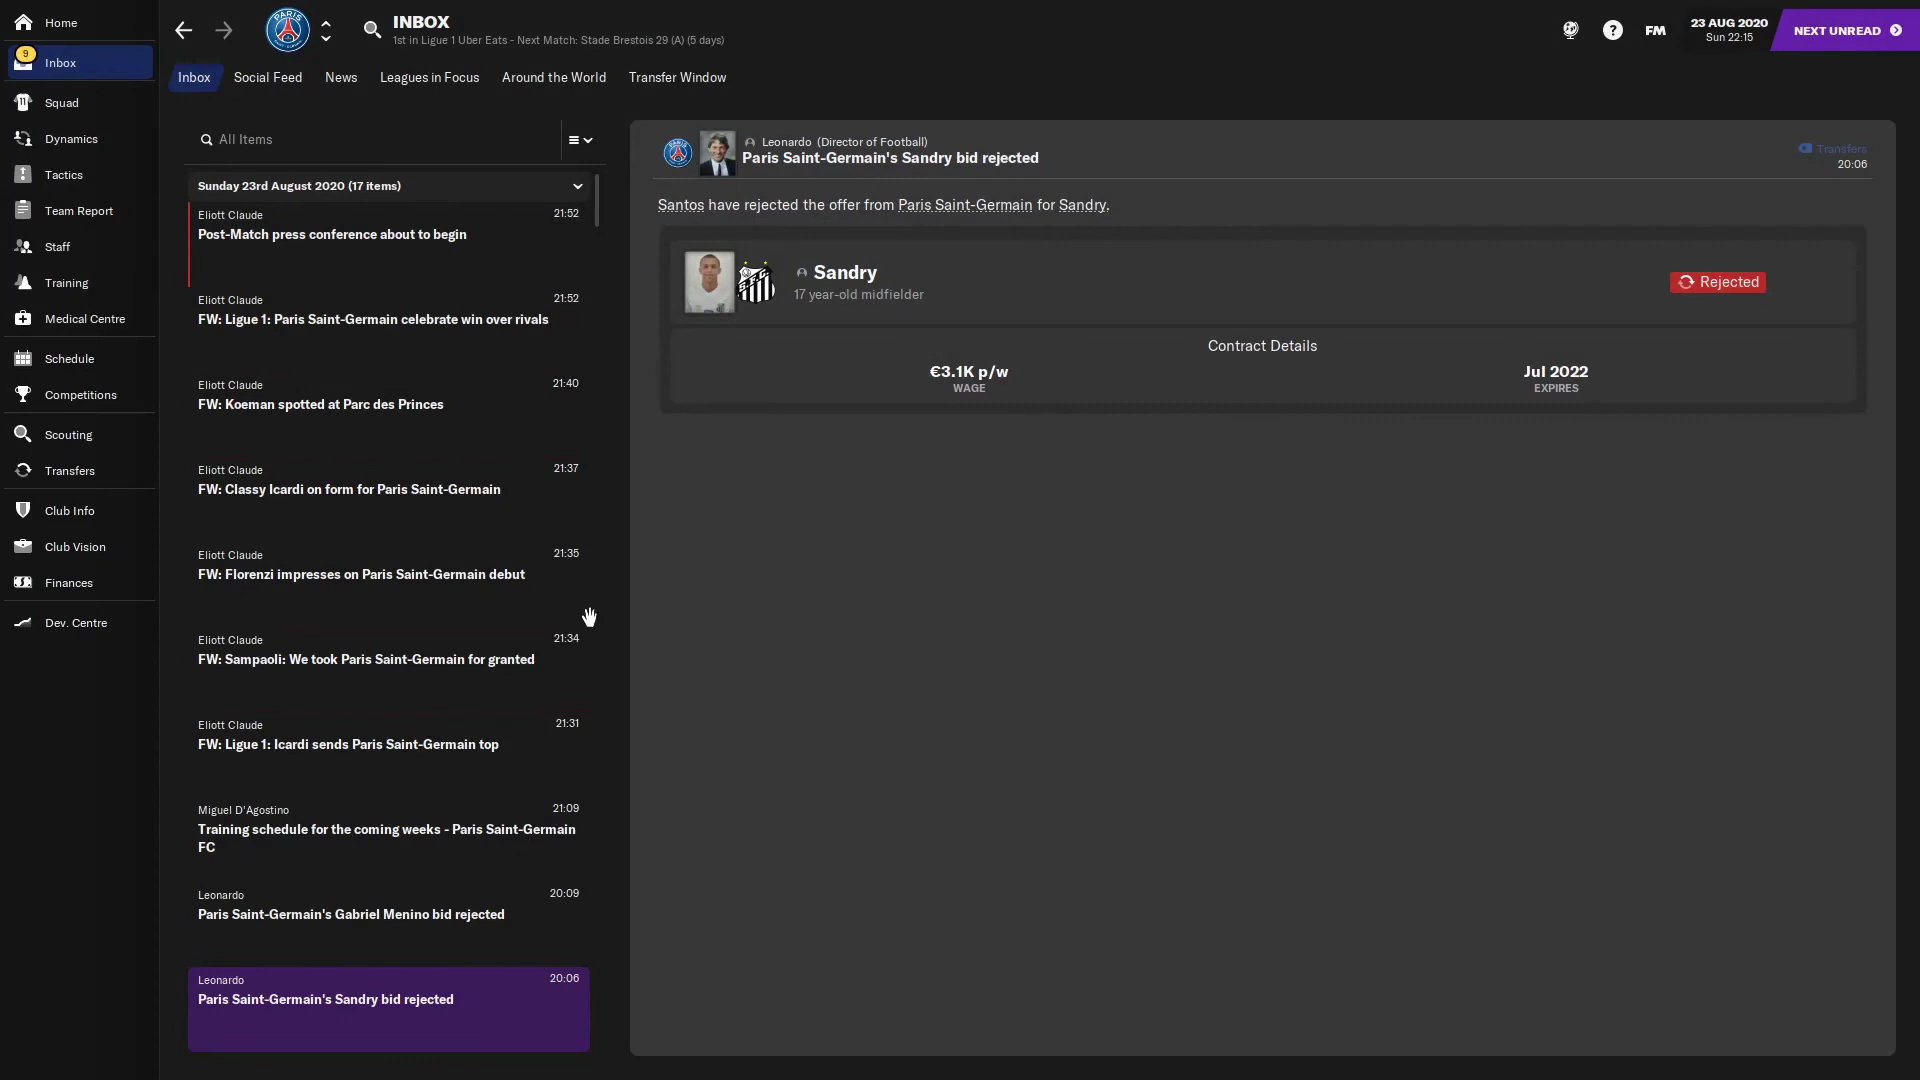 Home
9
Inbox
Squad
Dynamics
Tactics
Team Report
Staff
Training
Medical Centre
Schedule
Competitions
Scouting
Transfers
Club Info
Club Vision
Finances
Dev. Centre
INBOX
1st in Ligue 1 Uber Eats - Next Match: Stade Brestois 29 (A) (5 days)
FM
23 AUG 2020
Sun 22:15
NEXT UNREAD
Inbox Social Feed News Leagues in Focus Around the World Transfer Window
All Items
Sunday 23rd August 2020 (17 items)
Eliott Claude 21:52
Post-Match press conference about to begin
Eliott Claude 21:52
FW: Ligue 1: Paris Saint-Germain celebrate win over rivals
Eliott Claude 21:40
FW: Koeman spotted at Parc des Princes
Eliott Claude 21:37
FW: Classy Icardi on form for Paris Saint-Germain
Eliott Claude 21:35
FW: Florenzi impresses on Paris Saint-Germain debut
Eliott Claude 21:34
FW: Sampaoli: We took Paris Saint-Germain for granted
Eliott Claude 21:31
FW: Ligue 1: Icardi sends Paris Saint-Germain top
Miguel D'Agostino 21:09
Training schedule for the coming weeks - Paris Saint-Germain
FC
Leonardo 20:09
Paris Saint-Germain's Gabriel Menino bid rejected
Leonardo 20:06
Paris Saint-Germain's Sandry bid rejected
Leonardo (Director of Football)
Paris Saint-Germain's Sandry bid rejected
Transfers
20:06
Santos have rejected the offer from Paris Saint-Germain for Sandry.
Sandry
17 year-old midfielder
Rejected
Contract Details
€3.1K p/w
WAGE
Jul 2022
EXPIRES